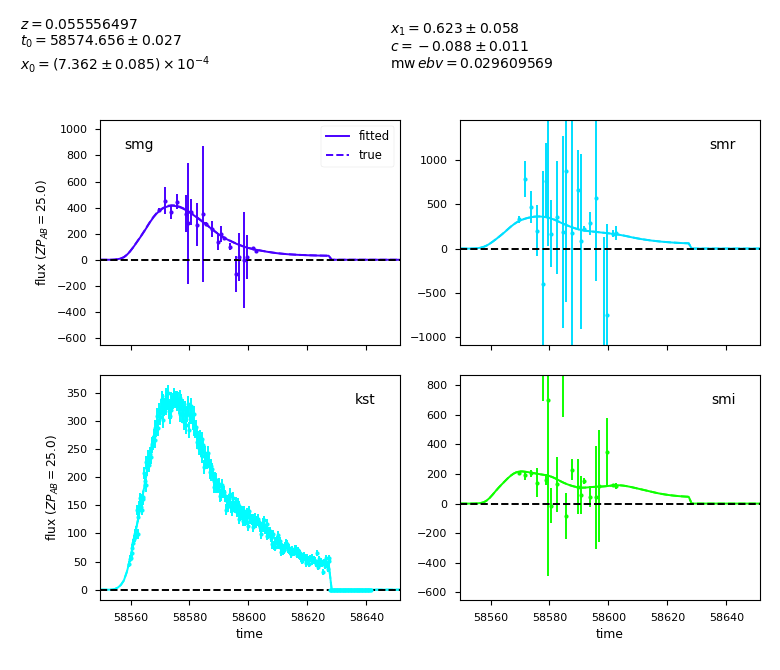 z = 0.055556497
t₀ = 58574.656 ± 0.027
x₀ = (7.362 ± 0.085) × 10⁻⁴
x₁ = 0.623 ± 0.058
c = −0.088 ± 0.011
mw ebv = 0.029609569
smg
fitted
true
1000
800
600
400
200
0
−200
−400
−600
flux (ZP_AB = 25.0)
smr
1000
500
0
−500
−1000
kst
350
300
250
200
150
100
50
0
flux (ZP_AB = 25.0)
58560 58580 58600 58620 58640
time
smi
800
600
400
200
0
−200
−400
−600
58560 58580 58600 58620 58640
time